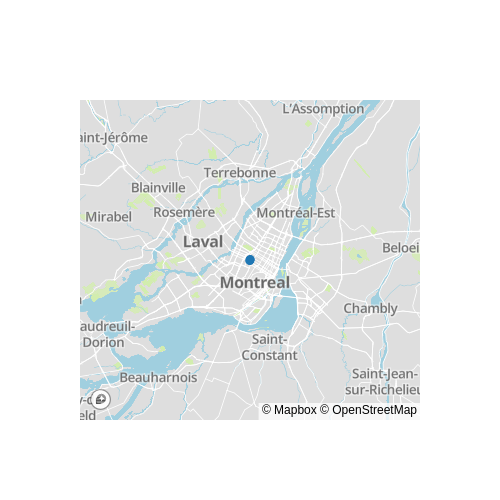 L'Assomption
aint-Jérôme
Terrebonne
Blainville
Rosemère
Montréal-Est
Mirabel
Laval
Beloei
Montreal
Chambly
audreuil-
Dorion
Saint-
Constant
Beauharnois
Saint-Jean-
sur-Richelieu
y-d
eld
© Mapbox © OpenStreetMap